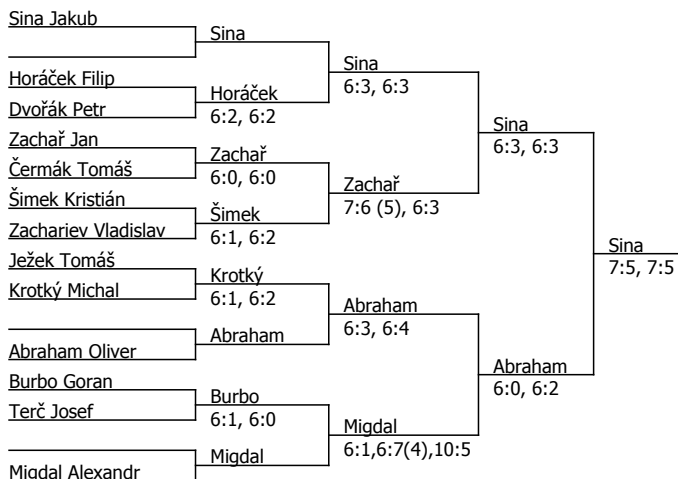 Sina Jakub
Sina
Horáček Filip
Sina
6:3, 6:3
Dvořák Petr
Horáček
6:2, 6:2
Zachař Jan
Sina
6:3, 6:3
Čermák Tomáš
Zachař
6:0, 6:0
Šimek Kristián
Zachař
7:6 (5), 6:3
Zachariev Vladislav
Šimek
6:1, 6:2
Ježek Tomáš
Sina
7:5, 7:5
Krotký Michal
Krotký
6:1, 6:2
Abraham
6:3, 6:4
Abraham Oliver
Abraham
Burbo Goran
Abraham
6:0, 6:2
Terč Josef
Burbo
6:1, 6:0
Migdal
6:1,6:7(4),10:5
Migdal Alexandr
Migdal